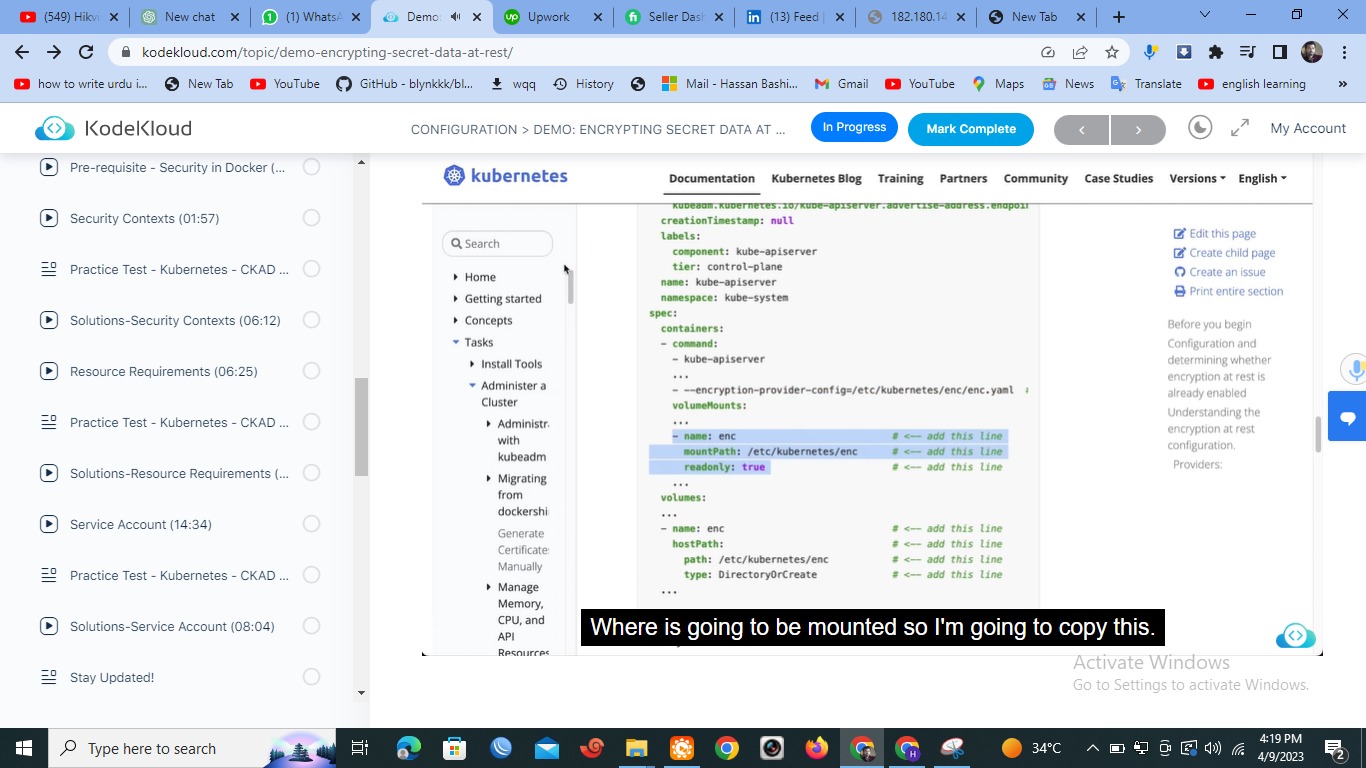 (549) Hikvi
New chat
(1) WhatsA
Demo:
Upwork
Seller Dash
(13) Feed |
182.180.14
New Tab
kodekloud.com/topic/demo-encrypting-secret-data-at-rest/
how to write urdu i...
New Tab
YouTube
GitHub - blynkkk/bl...
wqq
History
Mail - Hassan Bashi...
Gmail
YouTube
Maps
News
Translate
english learning
»
KodeKloud
CONFIGURATION > DEMO: ENCRYPTING SECRET DATA AT ...
In Progress
Mark Complete
My Account
Pre-requisite - Security in Docker (...
Security Contexts (01:57)
Practice Test - Kubernetes - CKAD ...
Solutions-Security Contexts (06:12)
Resource Requirements (06:25)
Practice Test - Kubernetes - CKAD ...
Solutions-Resource Requirements (...
Service Account (14:34)
Practice Test - Kubernetes - CKAD ...
Solutions-Service Account (08:04)
Stay Updated!
kubernetes
Documentation
Kubernetes Blog
Training
Partners
Community
Case Studies
Versions
English
Search
Home
Getting started
Concepts
Tasks
Install Tools
Administer a
Cluster
Administr
with
kubeadm
Migrating
from
dockershi
Generate
Certificate
Manually
Manage
Memory,
CPU, and
API
Resources
kubeadm.kubernetes.io/kube-apiserver.advertise-address.endpoi
creationTimestamp: null
labels:
component: kube-apiserver
tier: control-plane
name: kube-apiserver
namespace: kube-system
spec:
containers:
- command:
- kube-apiserver
...
- --encryption-provider-config=/etc/kubernetes/enc/enc.yaml #
volumeMounts:
...
- name: enc # <-- add this line
mountPath: /etc/kubernetes/enc # <-- add this line
readonly: true # <-- add this line
...
volumes:
...
- name: enc # <-- add this line
hostPath: # <-- add this line
path: /etc/kubernetes/enc # <-- add this line
type: DirectoryOrCreate # <-- add this line
...
Edit this page
Create child page
Create an issue
Print entire section
Before you begin
Configuration and
determining whether
encryption at rest is
already enabled
Understanding the
encryption at rest
configuration.
Providers:
Where is going to be mounted so I'm going to copy this.
Activate Windows
Go to Settings to activate Windows.
Type here to search
34°C
4:19 PM
4/9/2023
2